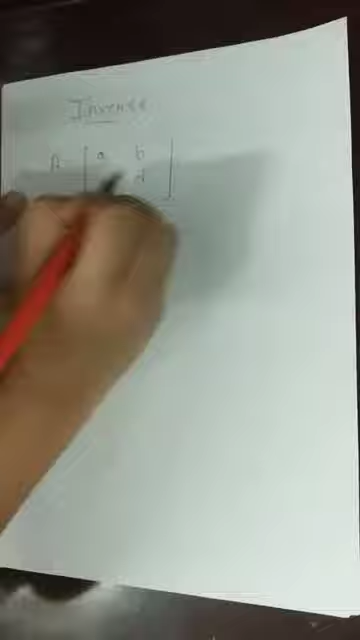 Inverse
A [ a b
d ]